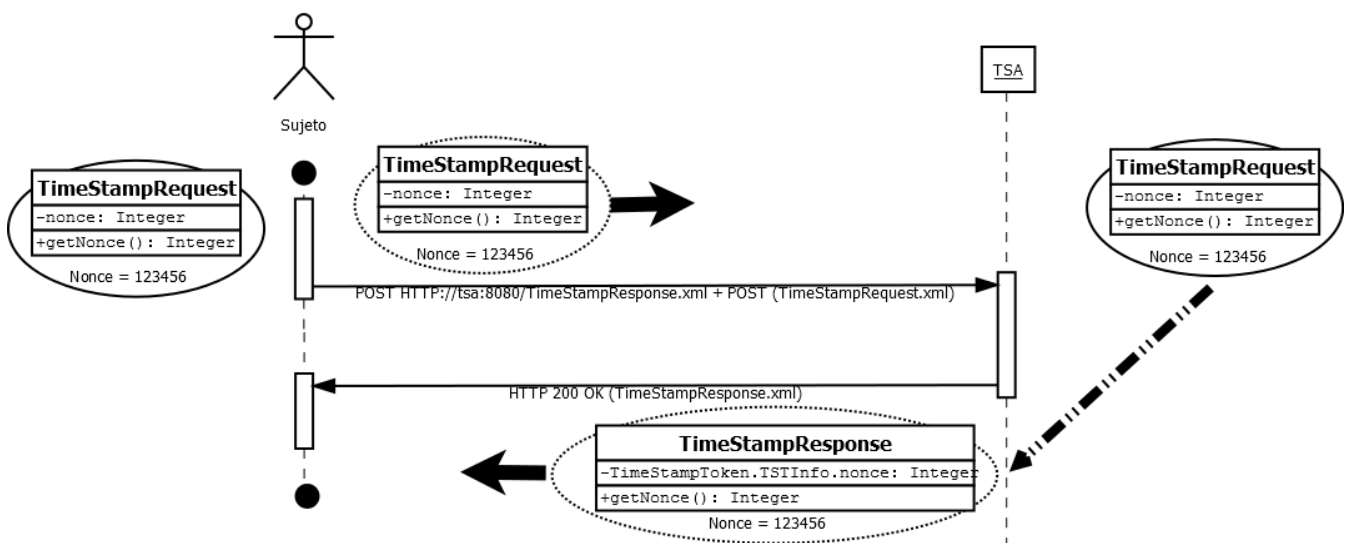 TSA
Sujeto
TimeStampRequest
-nonce: Integer
+getNonce(): Integer
Nonce = 123456
TimeStampRequest
-nonce: Integer
+getNonce(): Integer
Nonce = 123456
TimeStampRequest
-nonce: Integer
+getNonce(): Integer
Nonce = 123456
POST HTTP://tsa:8080/TimeStampResponse.xml + POST (TimeStampRequest.xml)
HTTP 200 OK (TimeStampResponse.xml)
TimeStampResponse
-TimeStampToken.TSTInfo.nonce: Integer
+getNonce(): Integer
Nonce = 123456